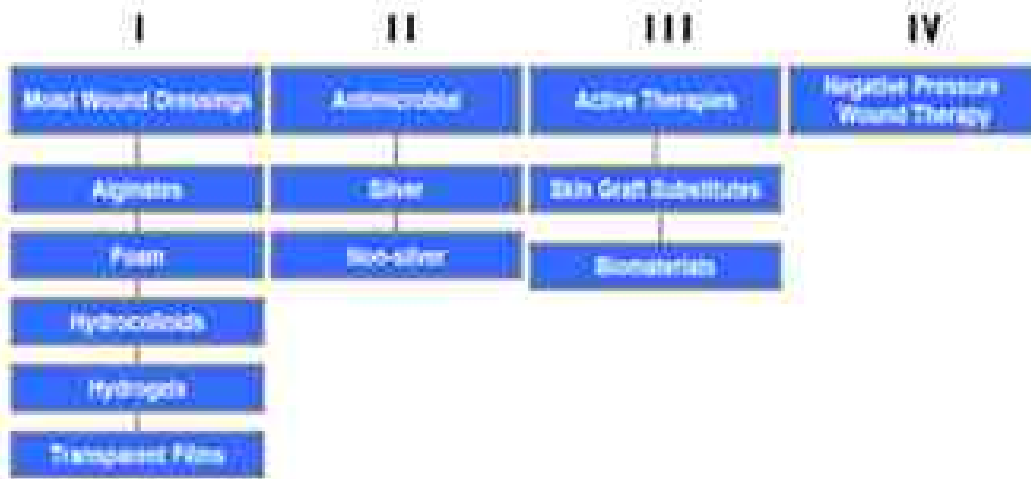 I II III IV
Moist Wound Dressings
Antimicrobial
Active Therapies
Negative Pressure
Wound Therapy
Alginates
Silver
Skin Graft Substitutes
Foam
Non-silver
Biomaterials
Hydrocolloids
Hydrogels
Transparent Films